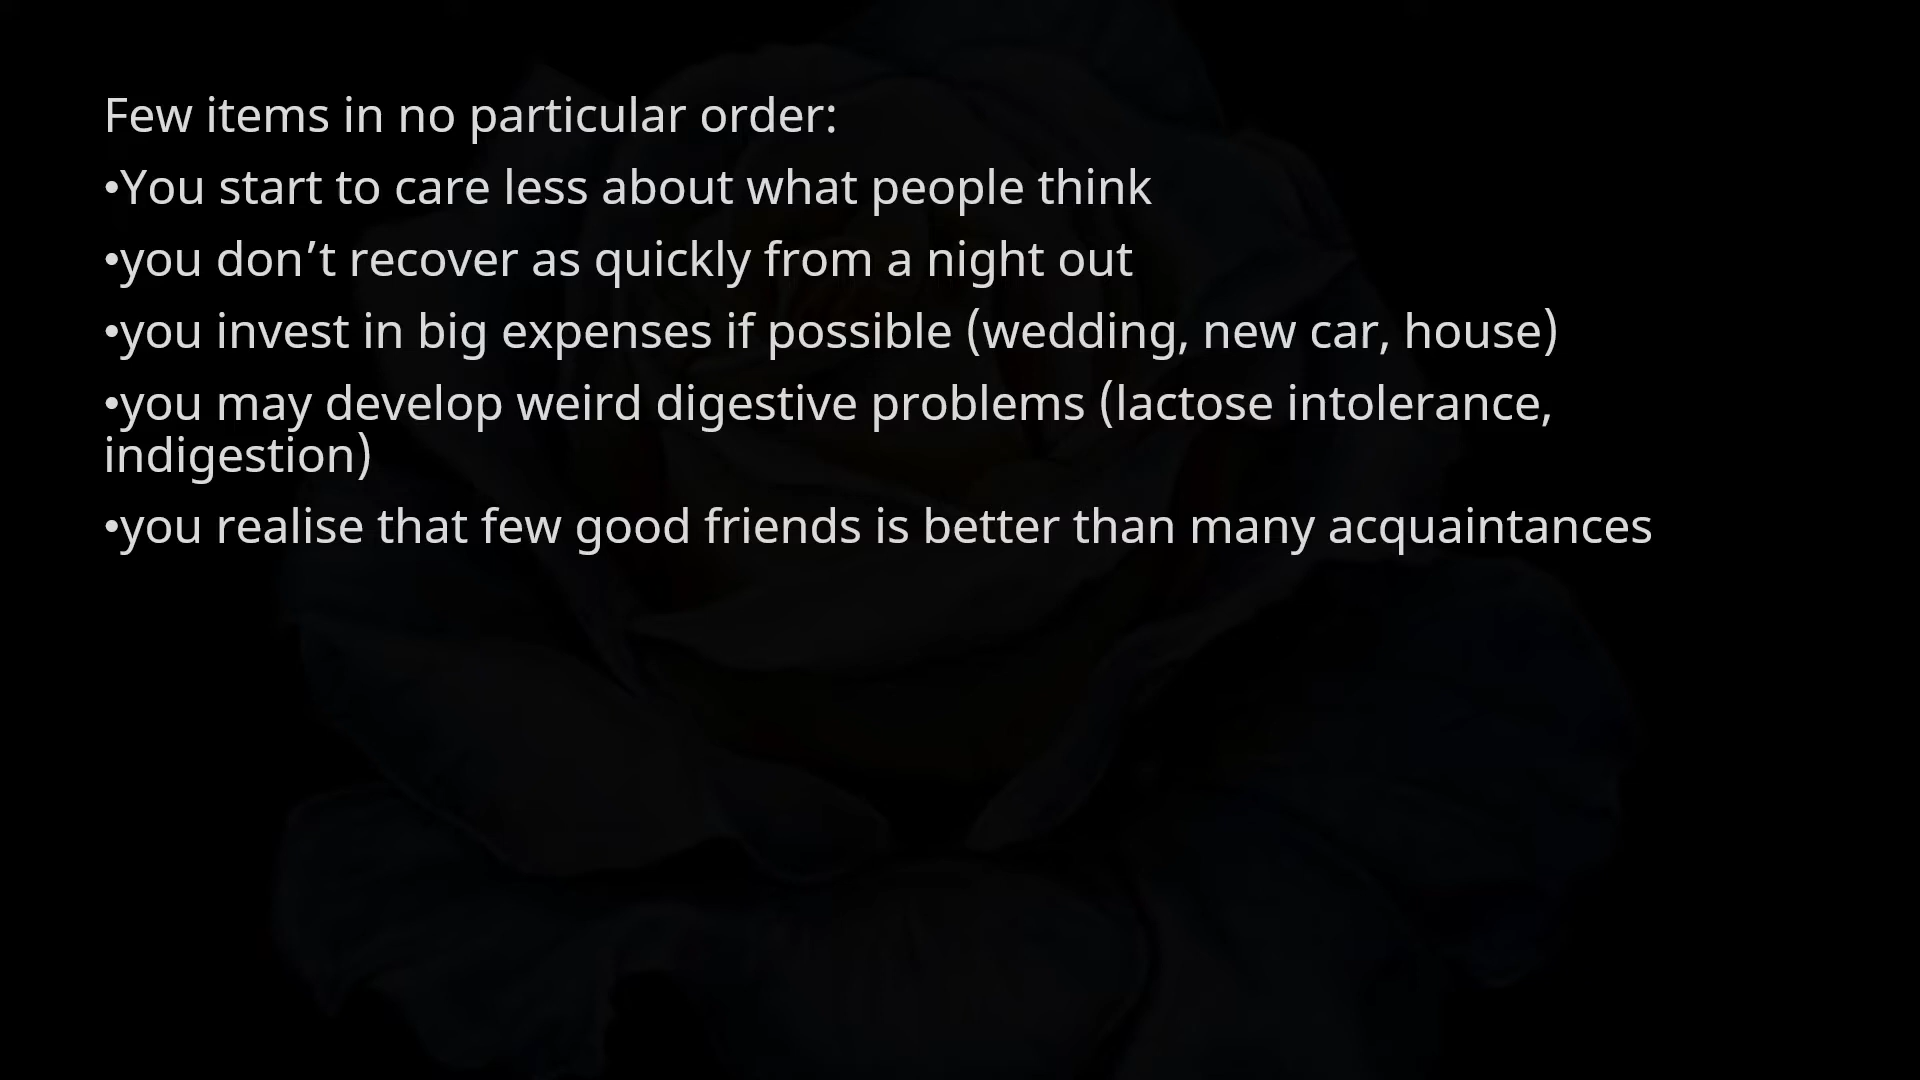 Few items in no particular order:
•You start to care less about what people think
•you don’t recover as quickly from a night out
•you invest in big expenses if possible (wedding, new car, house)
•you may develop weird digestive problems (lactose intolerance,
indigestion)
•you realise that few good friends is better than many acquaintances